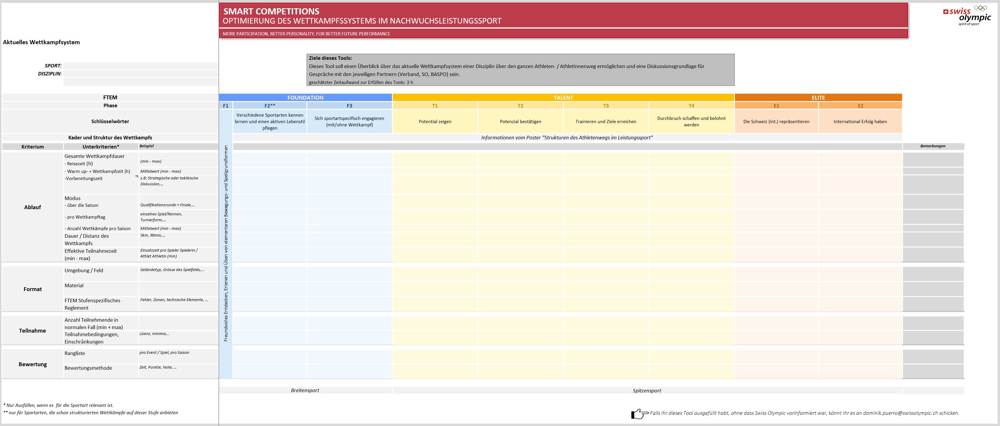 SMART COMPETITIONS
OPTIMIERUNG DES WETTKAMPFSSYSTEMS IM NACHWUCHSLEISTUNGSSPORT
MORE PARTICIPATION, BETTER PERSONALITY, FOR BETTER FUTURE PERFORMANCE
swiss
olympic
spirit of sport
Aktuelles Wettkampfsystem
SPORT:
DISZIPLIN:
Ziele dieses Tools:
Dieses Tool soll einen Überblick über das aktuelle Wettkampfsystem einer Disziplin über den ganzen Athleten- / Athletinnenweg ermöglichen und eine Diskussionsgrundlage für
Gespräche mit den jeweiligen Partnern (Verband, SO, BASPO) sein.
geschätzter Zeitaufwand zur Erfüllen des Tools: 3 h
FTEM FOUNDATION TALENT ELITE
Phase F1 F2** F3 T1 T2 T3 T4 E1 E2
Schlüsselwörter
Verschiedene Sportarten kennen
lernen und einen aktiven Lebenstil
pflegen
Sich sportartspezifisch engagieren
(mit/ohne Wettkampf)
Potential zeigen
Potenzial bestätigen
Trainieren und Ziele erreichen
Durchbruch schaffen und belohnt
werden
Die Schweiz (int.) repräsentieren
International Erfolg haben
Kader und Struktur des Wettkampfs
Informationen vom Poster "Strukturen des Athletenwegs im Leistungssport"
Kriterium Unterkriterien* Beispiel Bemerkungen
Freundvolles Entdecken, Erlenen und Üben von elementaren Bewegungs- und Speilgrundformen
Ablauf
Gesamte Wettkampfdauer
- Reisezeit (h) (min - max)
- Warm up- + Wettkampfzeit (h) Mittelwert (min - max)
-Vorbereitungszeit z.B: Strategische oder taktkische
Diskussion,...
Modus
- über die Saison Qualifikationsrunde + Finale,...
- pro Wettkampftag einzelnes Spiel/Rennen,
Turnierform,...
- Anzahl Wettkämpfe pro Saison Mittelwert (min - max)
Dauer / Distanz des 5km, 90min,...
Wettkampfs
Effektive Teilnahmezeit Einsatzzeit pro Spieler Spielerin /
(min - max) Athlet Athletin (min)
Format
Umgebung / Feld Geländetyp, Grösse des Spielfelds,...
Material
FTEM Stufenspezifisches Fehler, Zonen, technische Elemente, ...
Reglement
Teilnahme
Anzahl Teilnehmende in
normalen Fall (min + max)
Teilnahmebedingungen, Lizenz, minima,..
Einschränkungen
Bewertung
Rangliste pro Event / Spiel, pro Saison
Bewertungsmethode Zeit, Punkte, Note, ...
Breitensport Spitzensport
* Nur Ausfüllen, wenn es für die Sportart relevant ist.
** nur für Sportarten, die schon strukturierten Wettkämpfe auf dieser Stufe anbieten
Falls Ihr dieses Tool ausgefüllt habt, ohne dass Swiss Olympic vorinformiert war, könnt Ihr es an dominik.puerro@swissolympic.ch schicken.